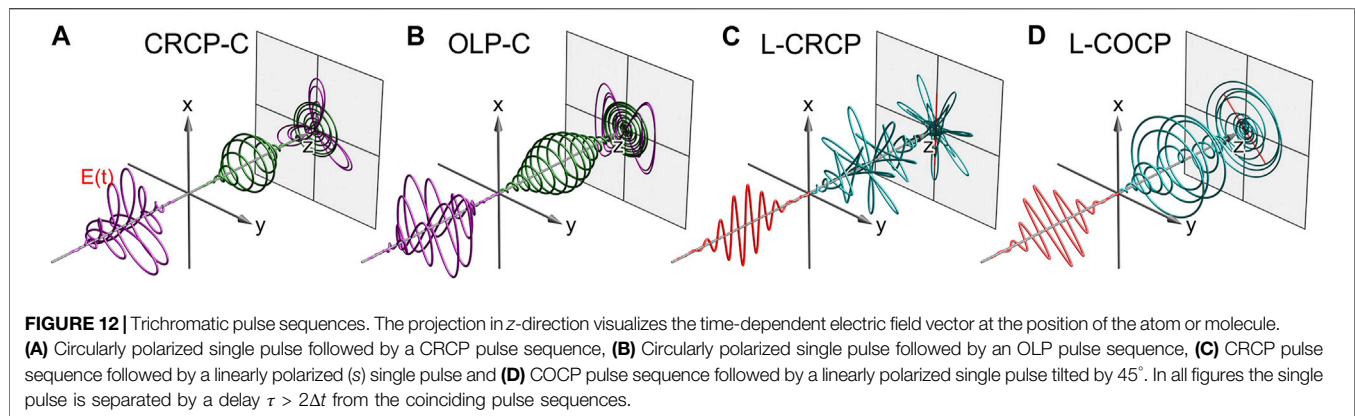 A CRCP-C
B OLP-C
C L-CRCP
D L-COCP
x
x
x
x
z
z
z
z
E(t)
y
y
y
y
FIGURE 12 | Trichromatic pulse sequences. The projection in z-direction visualizes the time-dependent electric field vector at the position of the atom or molecule.
(A) Circularly polarized single pulse followed by a CRCP pulse sequence, (B) Circularly polarized single pulse followed by an OLP pulse sequence, (C) CRCP pulse
sequence followed by a linearly polarized (s) single pulse and (D) COCP pulse sequence followed by a linearly polarized single pulse tilted by 45°. In all figures the single
pulse is separated by a delay τ > 2Δt from the coinciding pulse sequences.